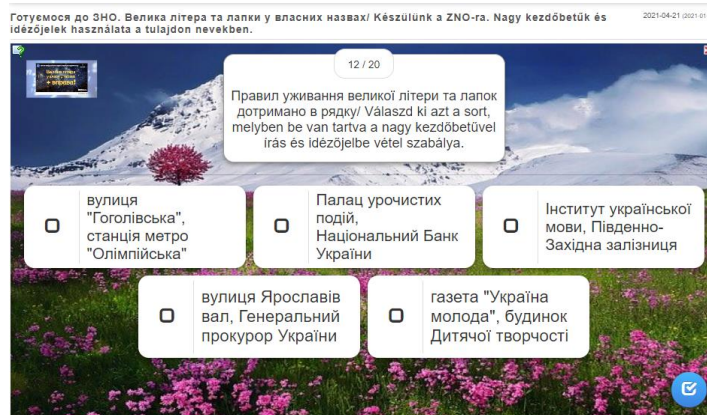 Готуємося до ЗНО. Велика літера та лапки у власних назвах/ Készülünk a ZNO-ra. Nagy kezdőbetűk és
idézőjelek használata a tulajdon nevekben.
2021-04-21
12 / 20
Правил уживання великої літери та лапок
дотримано в рядку/ Válaszd ki azt a sort,
melyben be van tartva a nagy kezdőbetűvel
írás és idézőjelbe vétel szabálya.
вулиця
"Гоголівська",
станція метро
"Олімпійська"
Палац урочистих
подій,
Національний Банк
України
Інститут української
мови, Південно-
Західна залізниця
вулиця Ярославів
вал, Генеральний
прокурор України
газета "Україна
молода", будинок
Дитячої творчості